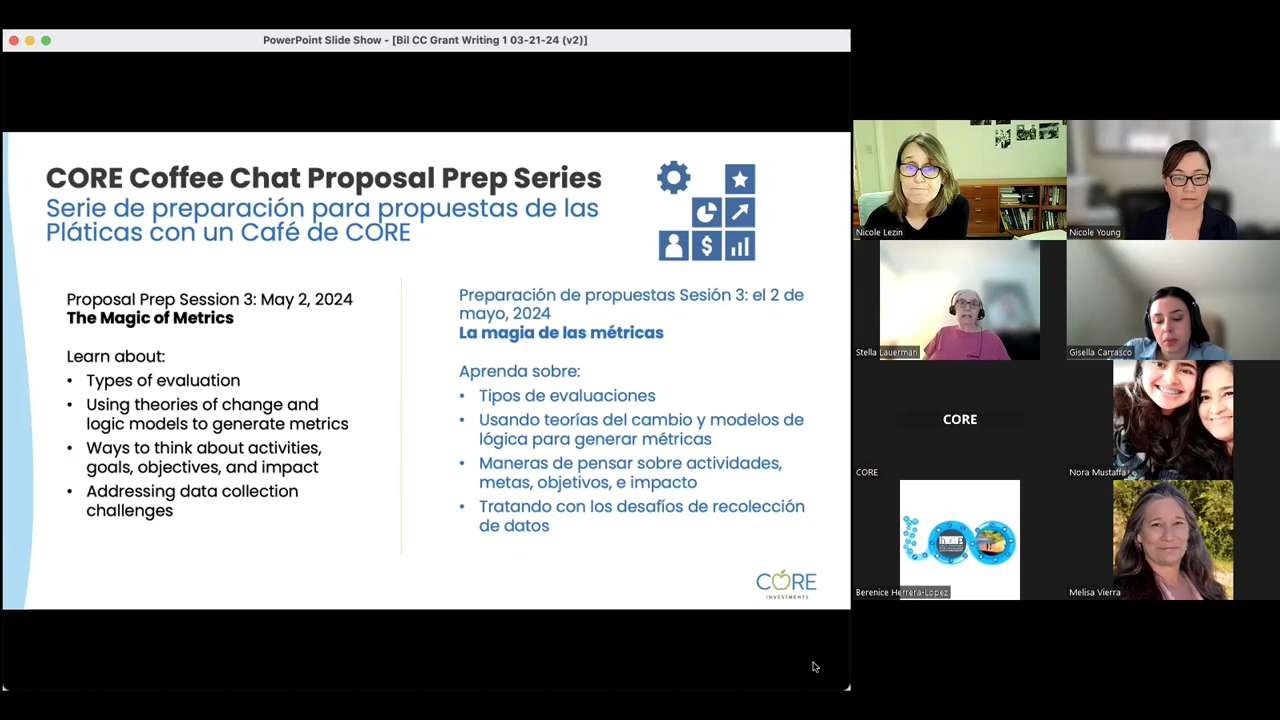 PowerPoint Slide Show - [Bil CC Grant Writing 1 03-21-24 (v2)]
CORE Coffee Chat Proposal Prep Series
Serie de preparación para propuestas de las
Pláticas con un Café de CORE
Proposal Prep Session 3: May 2, 2024
The Magic of Metrics
Learn about:
• Types of evaluation
• Using theories of change and
logic models to generate metrics
• Ways to think about activities,
goals, objectives, and impact
• Addressing data collection
challenges
Preparación de propuestas Sesión 3: el 2 de
mayo, 2024
La magia de las métricas
Aprenda sobre:
• Tipos de evaluaciones
• Usando teorías del cambio y modelos de
lógica para generar métricas
• Maneras de pensar sobre actividades,
metas, objetivos, e impacto
• Tratando con los desafíos de recolección
de datos
CORE
INVESTMENTS
Nicole Lezin
Nicole Young
Stella Lauerman
Gisella Carrasco
CORE
CORE
Nora Mustaffa
Berenice Herrera-Lopez
Melisa Vierra